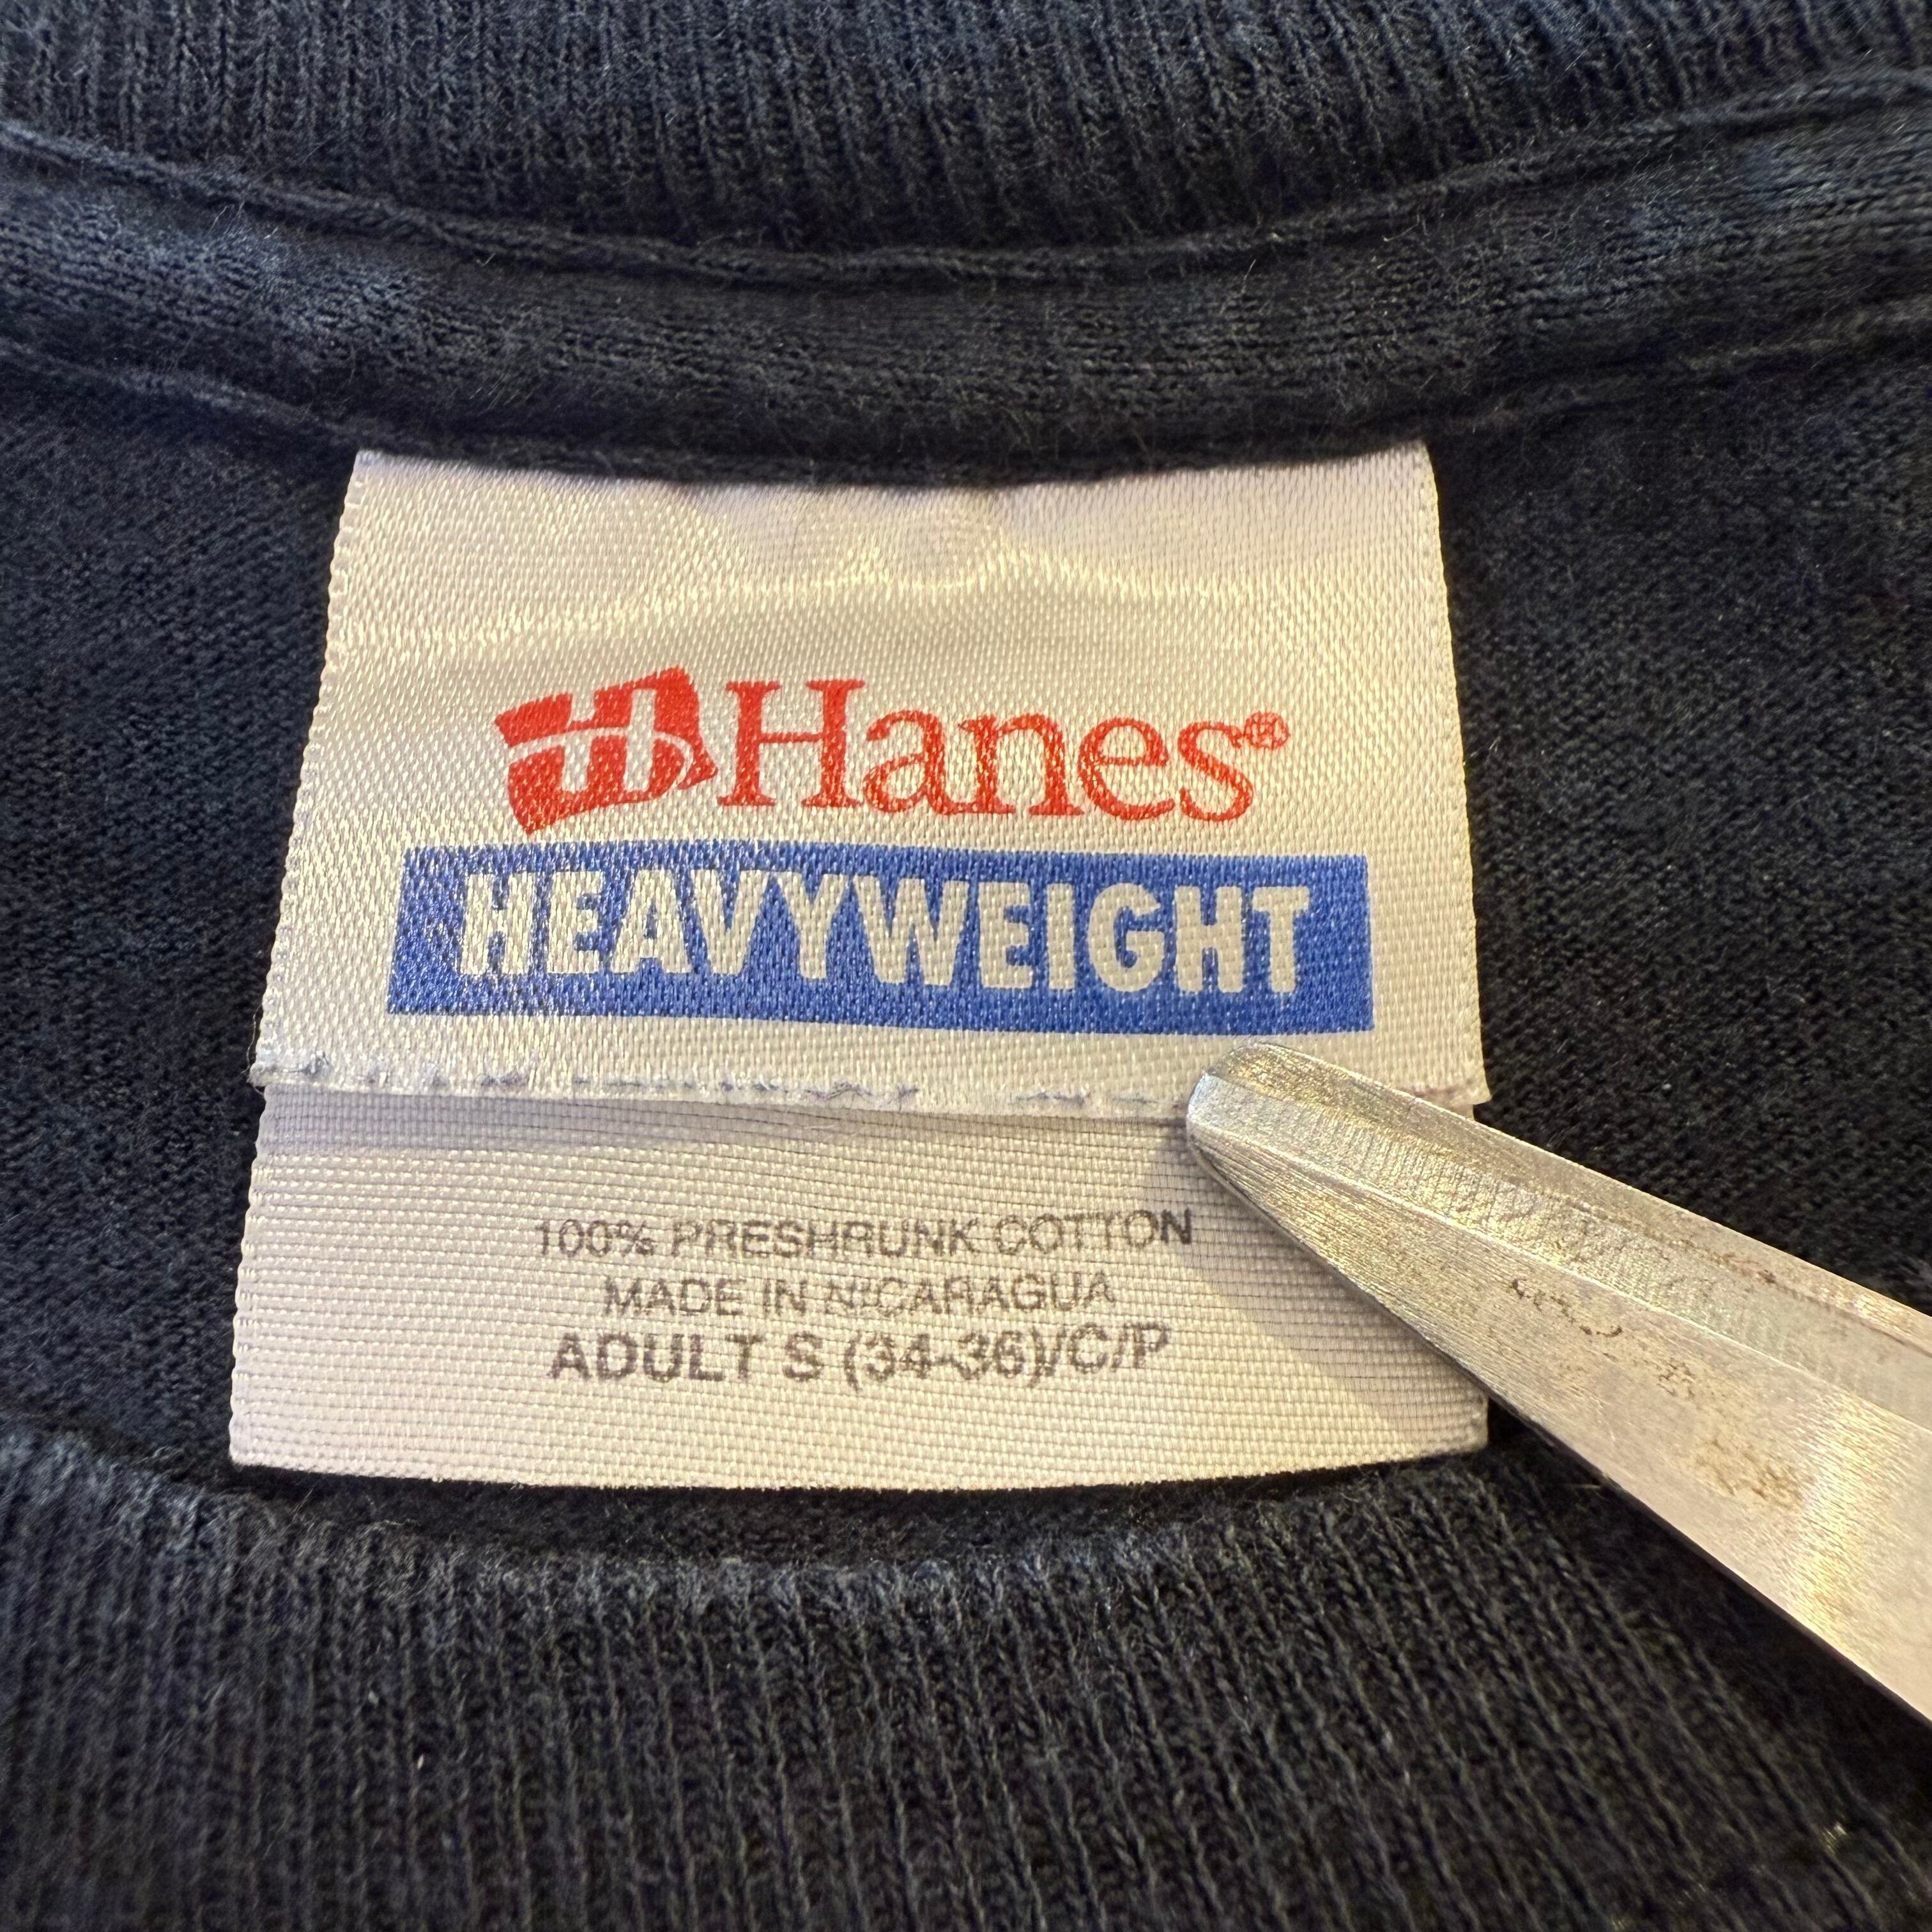 Hanes®
HEAVYWEIGHT
100% PRESHRUNK COTTON
MADE IN NICARAGUA
ADULT S (34-36)/C/P